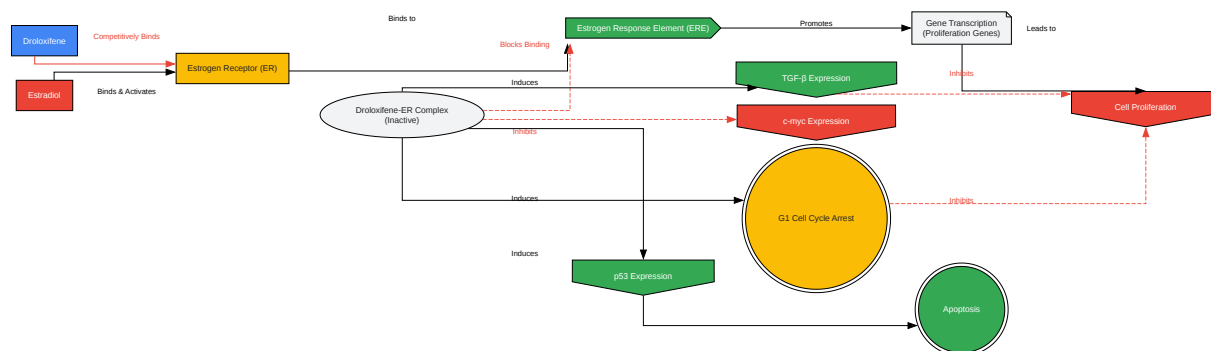 Binds to
Droloxifene
Competitively Binds
Estrogen Response Element (ERE)
Promotes
Gene Transcription
(Proliferation Genes)
Leads to
Blocks Binding
Estrogen Receptor (ER)
Estradiol
Binds & Activates
Induces
TGF-β Expression
Inhibits
Droloxifene-ER Complex
(Inactive)
Cell Proliferation
c-myc Expression
Inhibits
Induces
G1 Cell Cycle Arrest
Inhibits
Induces
p53 Expression
Apoptosis